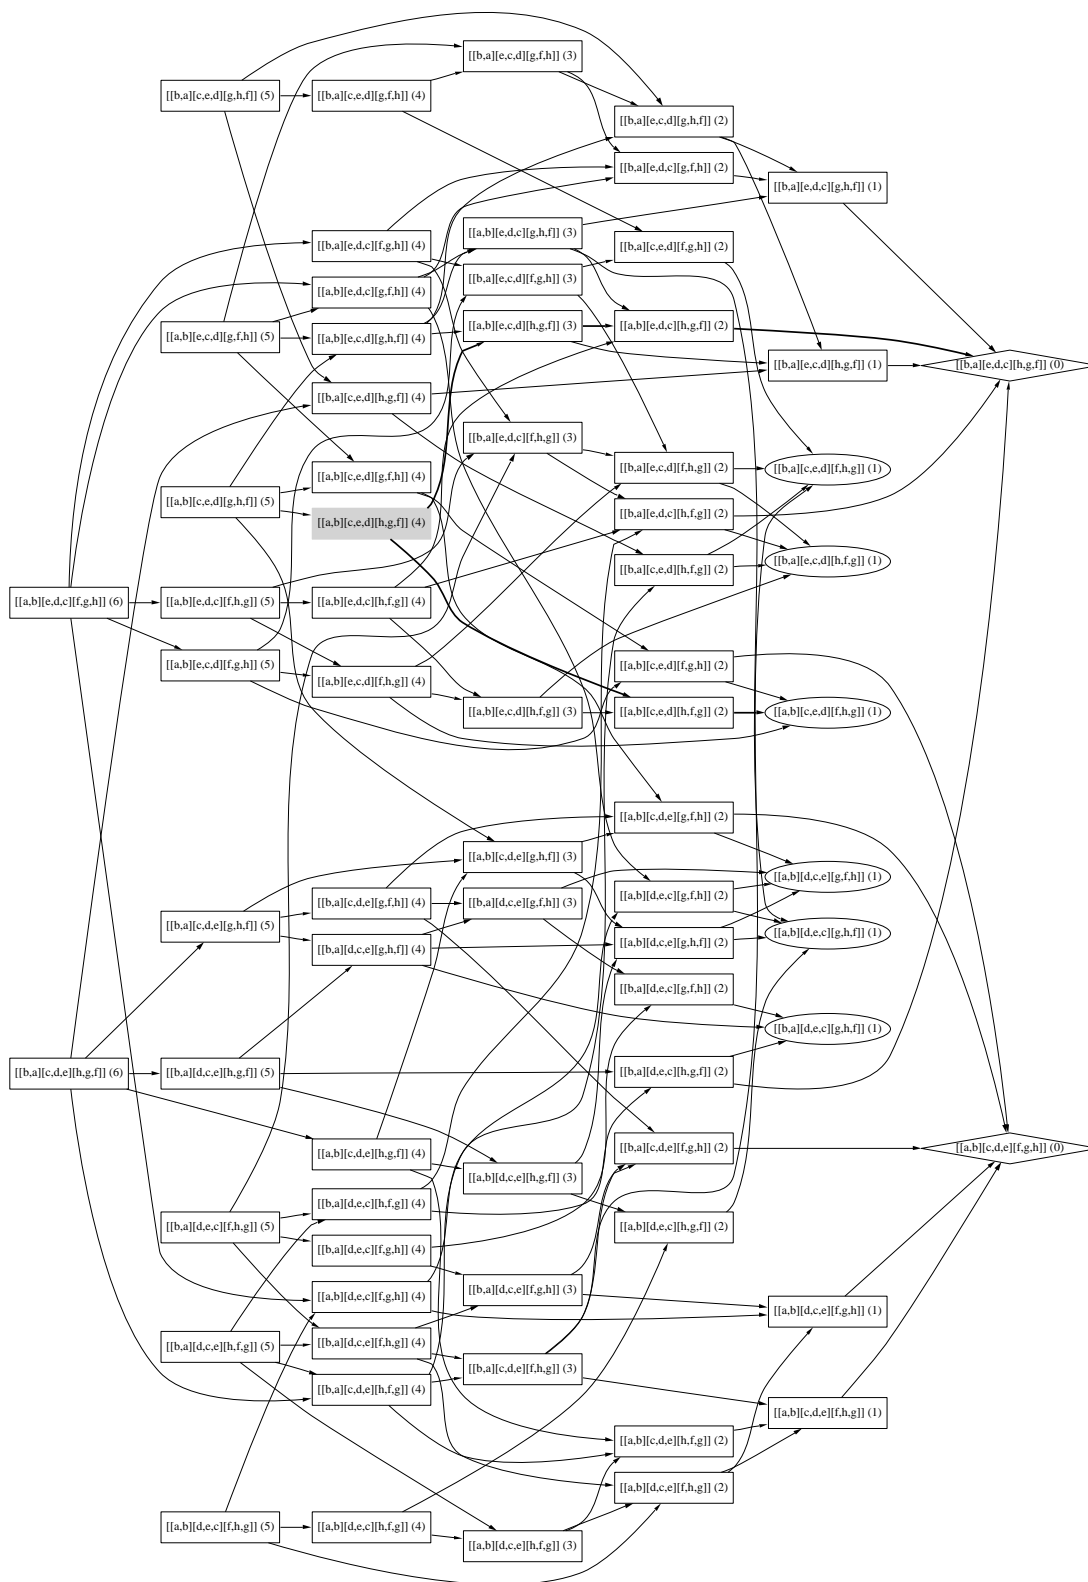 [[b,a][e,c,d][g,f,h]] (3)
[[b,a][c,e,d][g,h,f]] (5)
[[b,a][c,e,d][g,f,h]] (4)
[[b,a][e,c,d][g,h,f]] (2)
[[b,a][e,d,c][g,f,h]] (2)
[[b,a][e,d,c][g,h,f]] (1)
[[b,a][e,d,c][f,g,h]] (4)
[[a,b][e,d,c][g,h,f]] (3)
[[b,a][c,e,d][f,g,h]] (2)
[[b,a][e,c,d][f,g,h]] (3)
[[a,b][e,d,c][g,f,h]] (4)
[[a,b][e,c,d][g,f,h]] (5)
[[a,b][e,c,d][g,h,f]] (4)
[[a,b][e,c,d][h,g,f]] (3)
[[a,b][e,d,c][h,g,f]] (2)
[[b,a][e,c,d][h,g,f]] (1)
[[b,a][e,d,c][h,g,f]] (0)
[[b,a][c,e,d][h,g,f]] (4)
[[b,a][e,d,c][f,h,g]] (3)
[[b,a][e,c,d][f,h,g]] (2)
[[b,a][c,e,d][f,h,g]] (1)
[[a,b][c,e,d][g,f,h]] (4)
[[a,b][c,e,d][g,h,f]] (5)
[[a,b][c,e,d][h,g,f]] (4)
[[b,a][e,d,c][h,f,g]] (2)
[[b,a][c,e,d][h,f,g]] (2)
[[b,a][e,c,d][h,f,g]] (1)
[[a,b][e,d,c][f,g,h]] (6)
[[a,b][e,d,c][f,h,g]] (5)
[[a,b][e,d,c][h,f,g]] (4)
[[a,b][e,c,d][f,g,h]] (5)
[[a,b][e,c,d][f,h,g]] (4)
[[a,b][c,e,d][f,g,h]] (2)
[[a,b][e,c,d][h,f,g]] (3)
[[a,b][c,e,d][h,f,g]] (2)
[[a,b][c,e,d][f,h,g]] (1)
[[a,b][c,d,e][g,f,h]] (2)
[[a,b][c,d,e][g,h,f]] (3)
[[a,b][d,c,e][g,f,h]] (1)
[[b,a][c,d,e][g,f,h]] (4)
[[b,a][d,c,e][g,f,h]] (3)
[[a,b][d,e,c][g,f,h]] (2)
[[b,a][c,d,e][g,h,f]] (5)
[[b,a][d,c,e][g,h,f]] (4)
[[a,b][d,c,e][g,h,f]] (2)
[[a,b][d,e,c][g,h,f]] (1)
[[b,a][d,e,c][g,f,h]] (2)
[[b,a][d,e,c][g,h,f]] (1)
[[b,a][c,d,e][h,g,f]] (6)
[[b,a][d,c,e][h,g,f]] (5)
[[b,a][d,e,c][h,g,f]] (2)
[[a,b][c,d,e][h,g,f]] (4)
[[a,b][d,c,e][h,g,f]] (3)
[[b,a][c,d,e][f,g,h]] (2)
[[a,b][c,d,e][f,g,h]] (0)
[[b,a][d,e,c][h,f,g]] (4)
[[b,a][d,e,c][f,h,g]] (5)
[[a,b][d,e,c][h,g,f]] (2)
[[b,a][d,e,c][f,g,h]] (4)
[[a,b][d,e,c][f,g,h]] (4)
[[b,a][d,c,e][f,g,h]] (3)
[[a,b][d,c,e][f,g,h]] (1)
[[b,a][d,c,e][h,f,g]] (5)
[[b,a][d,c,e][f,h,g]] (4)
[[b,a][c,d,e][h,f,g]] (4)
[[b,a][c,d,e][f,h,g]] (3)
[[a,b][c,d,e][f,h,g]] (1)
[[a,b][c,d,e][h,f,g]] (2)
[[a,b][d,c,e][f,h,g]] (2)
[[a,b][d,e,c][f,h,g]] (5)
[[a,b][d,e,c][h,f,g]] (4)
[[a,b][d,c,e][h,f,g]] (3)